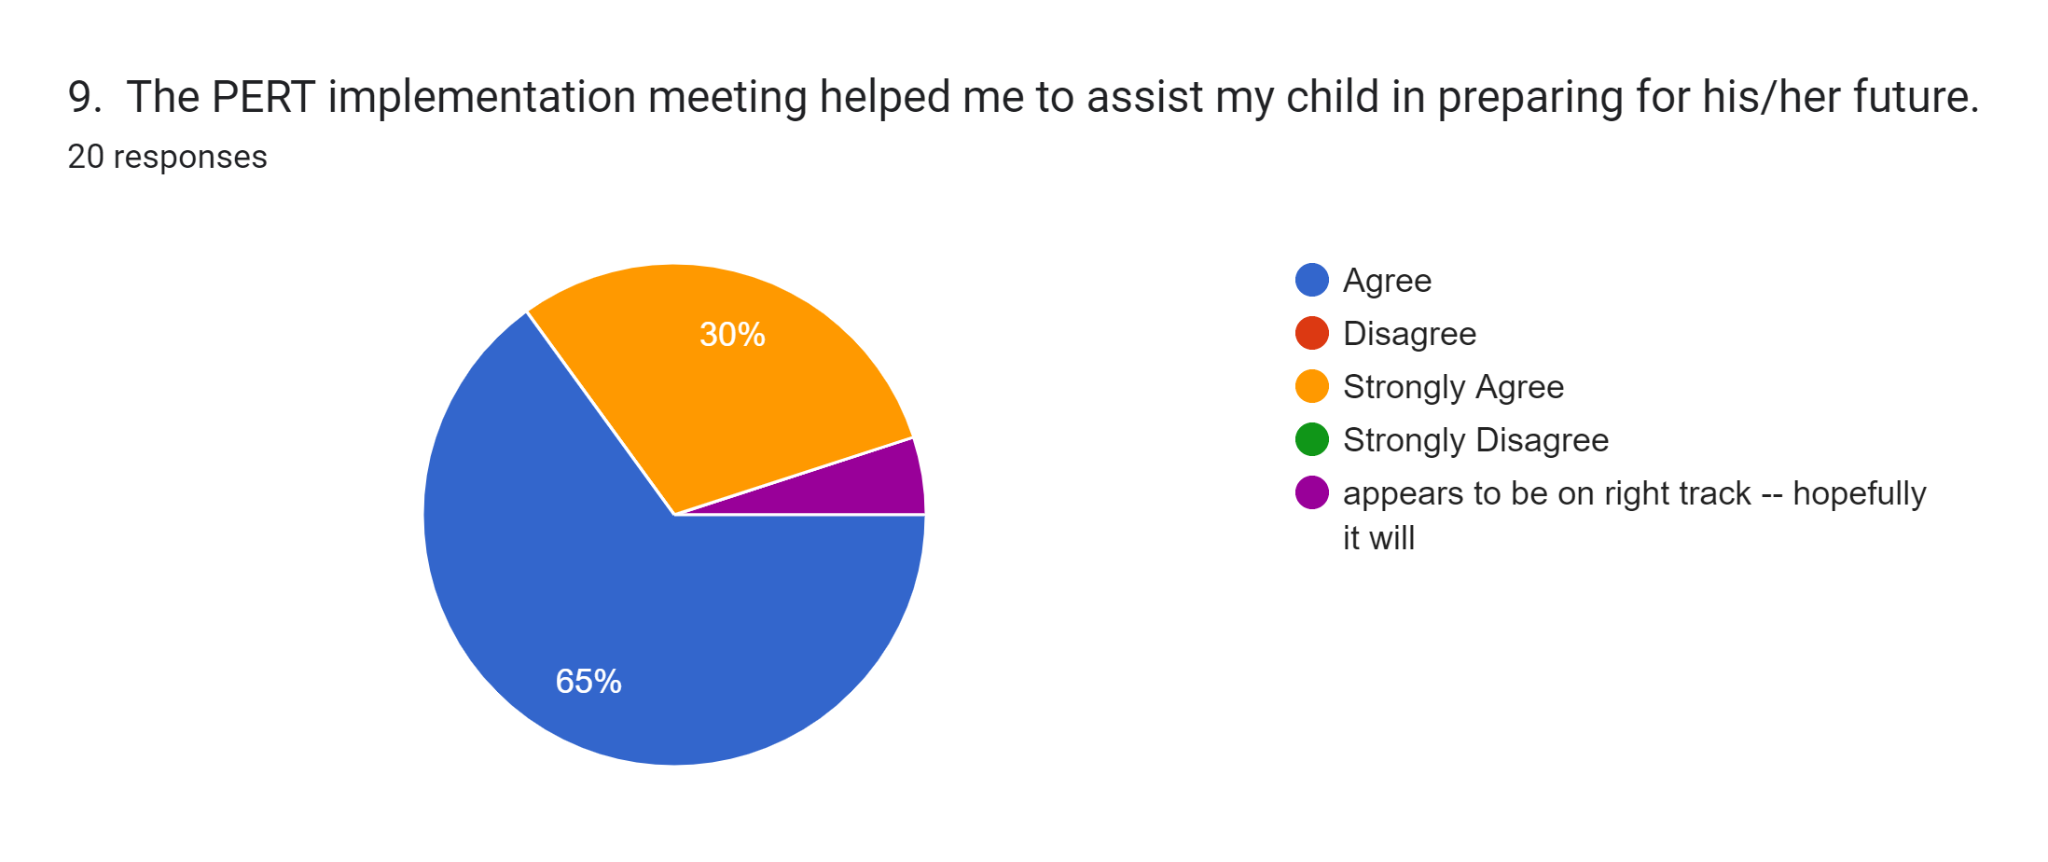 9.  The PERT implementation meeting helped me to assist my child in preparing for his/her future.
20 responses
30%
65%
Agree
Disagree
Strongly Agree
Strongly Disagree
appears to be on right track -- hopefully
it will